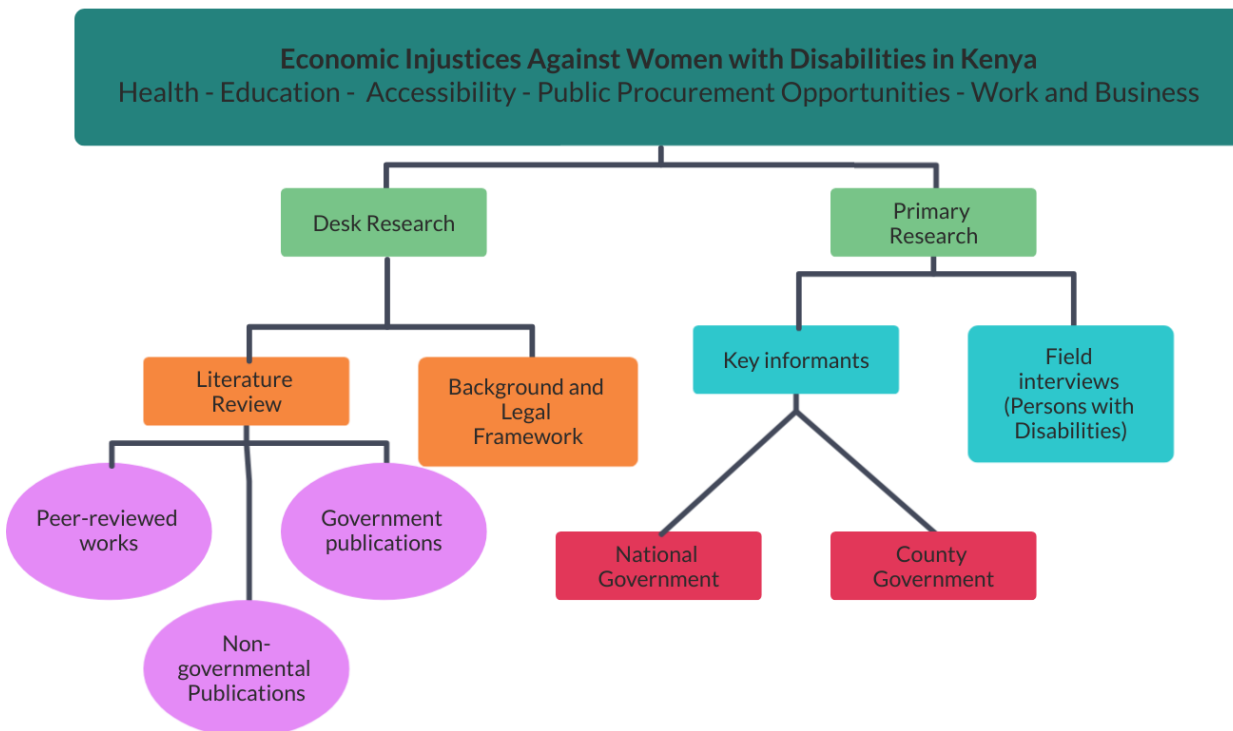 Economic Injustices Against Women with Disabilities in Kenya
Health - Education - Accessibility - Public Procurement Opportunities - Work and Business
Desk Research
Primary
Research
Literature
Review
Background and
Legal
Framework
Key informants
Field
interviews
(Persons with
Disabilities)
Peer-reviewed
works
Government
publications
Non-
governmental
Publications
National
Government
County
Government